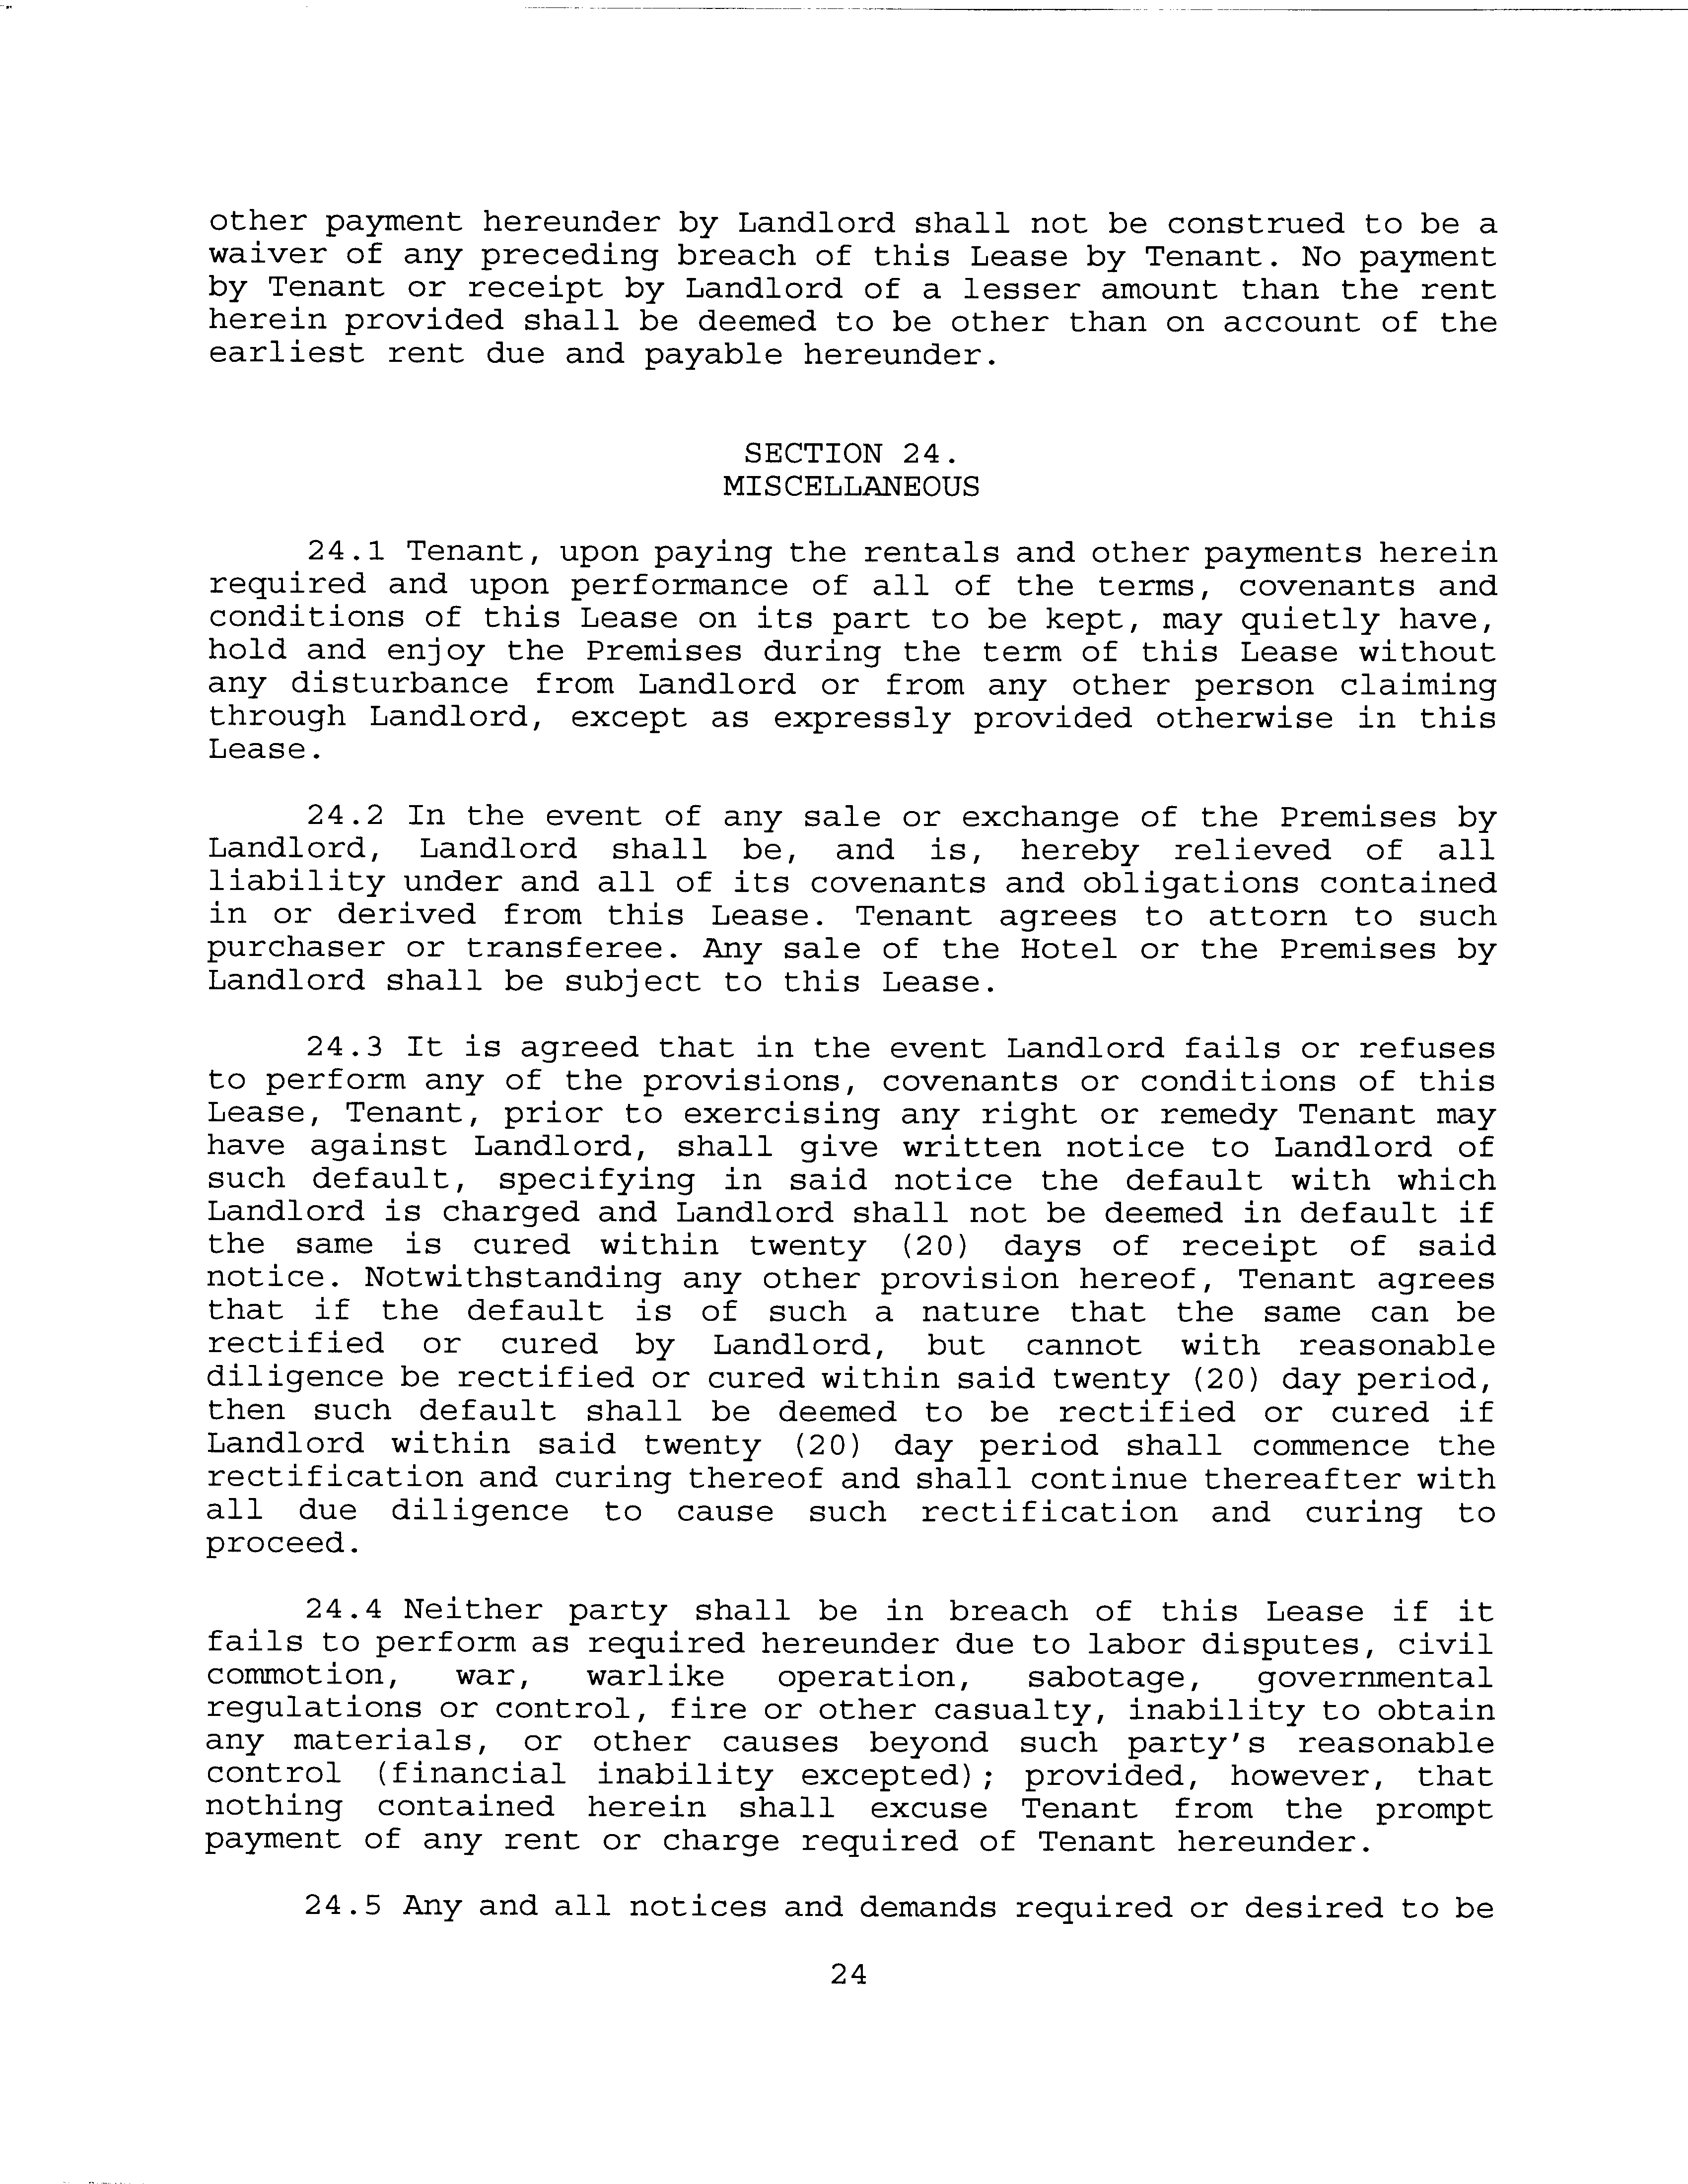 other payment hereunder by Landlord shall not be construed to be a
waiver of any preceding breach of this Lease by Tenant. No payment
by Tenant or receipt by Landlord of a lesser amount than the rent
herein provided shall be deemed to be other than on account of the
earliest rent due and payable hereunder.
SECTION 24.
MISCELLANEOUS
24.1 Tenant, upon paying the rentals and other payments herein
required and upon performance of all of the terms, covenants and
conditions of this Lease on its part to be kept, may quietly have,
hold and enjoy the Premises during the term of this Lease without
any disturbance from Landlord or from any other person claiming
through Landlord, except as expressly provided otherwise in this
Lease.
24.2 In the event of any sale or exchange of the Premises by
Landlord, Landlord shall be, and is, hereby relieved of all
liability under and all of its covenants and obligations contained
in or derived from this Lease. Tenant agrees to attorn to such
purchaser or transferee. Any sale of the Hotel or the Premises by
Landlord shall be subject to this Lease.
24.3 It is agreed that in the event Landlord fails or refuses
to perform any of the provisions, covenants or conditions of this
Lease, Tenant, prior to exercising any right or remedy Tenant may
have against Landlord, shall give written notice to Landlord of
such default, specifying in said notice the default with which
Landlord is charged and Landlord shall not be deemed in default if
the same is cured within twenty (20) days of receipt of said
notice. Notwithstanding any other provision hereof, Tenant agrees
that if the default is of such a nature that the same can be
rectified or cured by Landlord, but cannot with reasonable
diligence be rectified or cured within said twenty (20) day period,
then such default shall be deemed to be rectified or cured if
Landlord within said twenty (20) day period shall commence the
rectification and curing thereof and shall continue thereafter with
all due diligence to cause such rectification and curing to
proceed.
24.4 Neither party shall be in breach of this Lease if it
fails to perform as required hereunder due to labor disputes, civil
commotion, war, warlike operation, sabotage, governmental
regulations or control, fire or other casualty, inability to obtain
any materials, or other causes beyond such party's reasonable
control (financial inability excepted); provided, however, that
nothing contained herein shall excuse Tenant from the prompt
payment of any rent or charge required of Tenant hereunder.
24.5 Any and all notices and demands required or desired to be
24